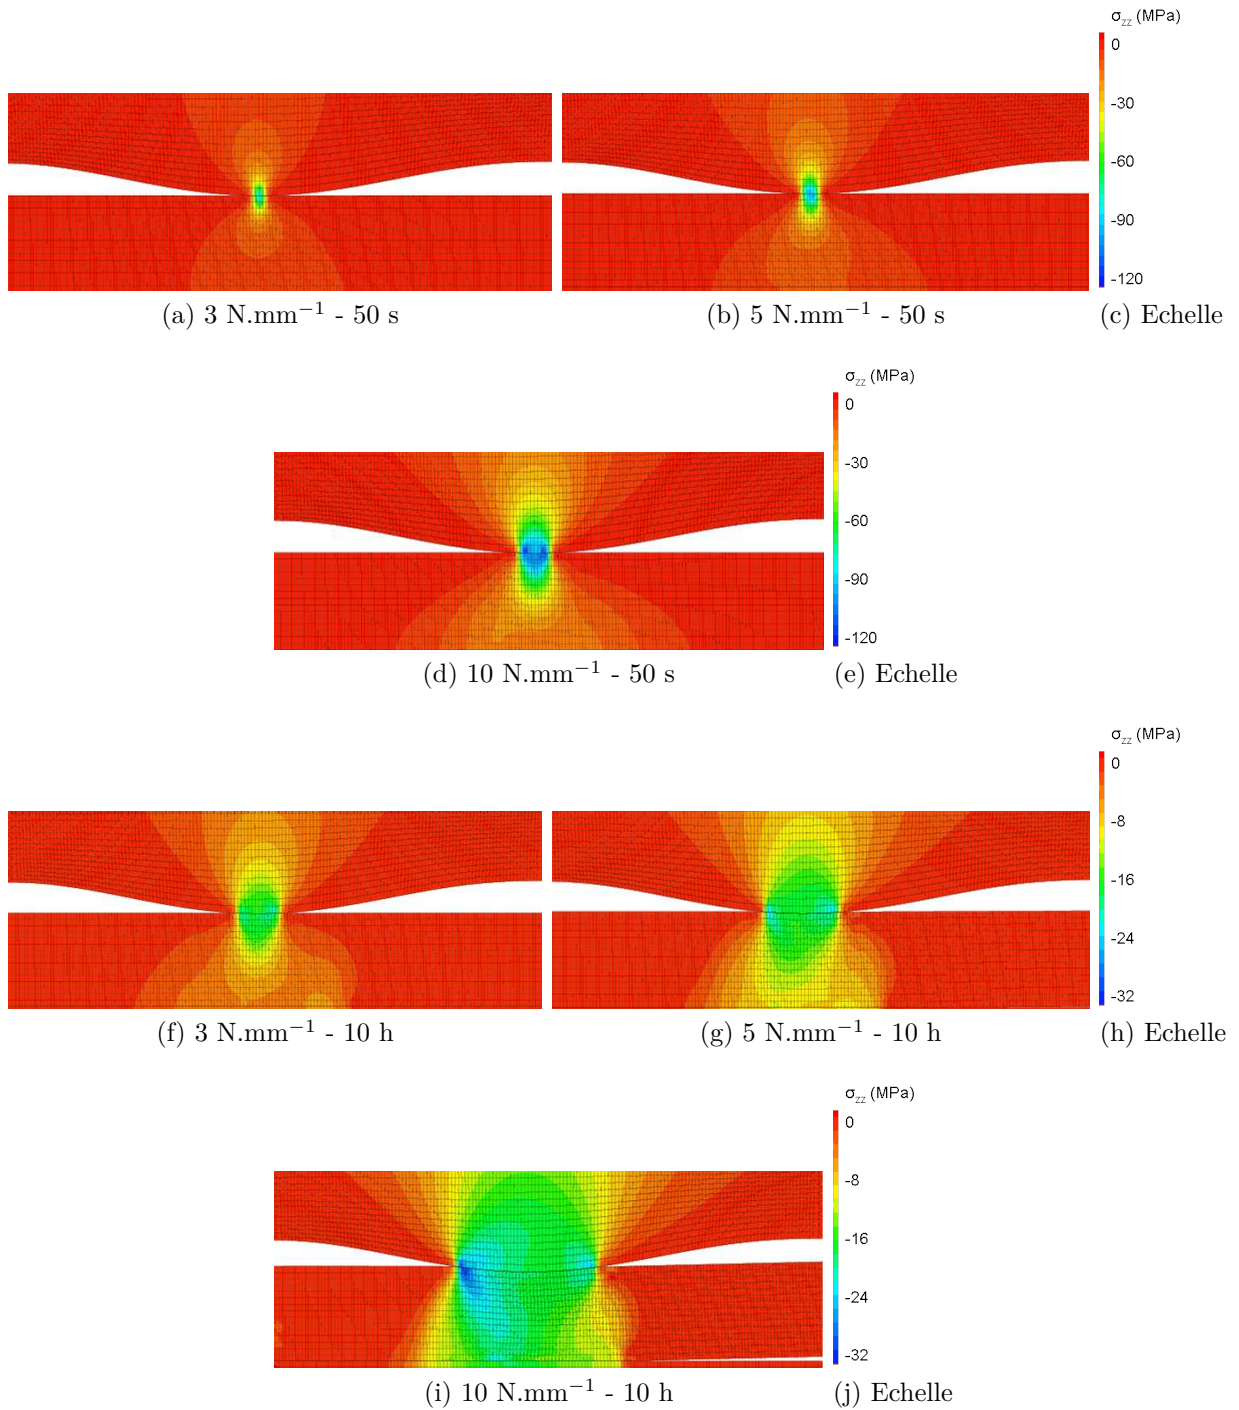 σzz (MPa)
0
-30
-60
-90
-120
(a) 3 N.mm−1 - 50 s
(b) 5 N.mm−1 - 50 s
(c) Echelle
σzz (MPa)
0
-30
-60
-90
-120
(d) 10 N.mm−1 - 50 s
(e) Echelle
σzz (MPa)
0
-8
-16
-24
-32
(f) 3 N.mm−1 - 10 h
(g) 5 N.mm−1 - 10 h
(h) Echelle
σzz (MPa)
0
-8
-16
-24
-32
(i) 10 N.mm−1 - 10 h
(j) Echelle